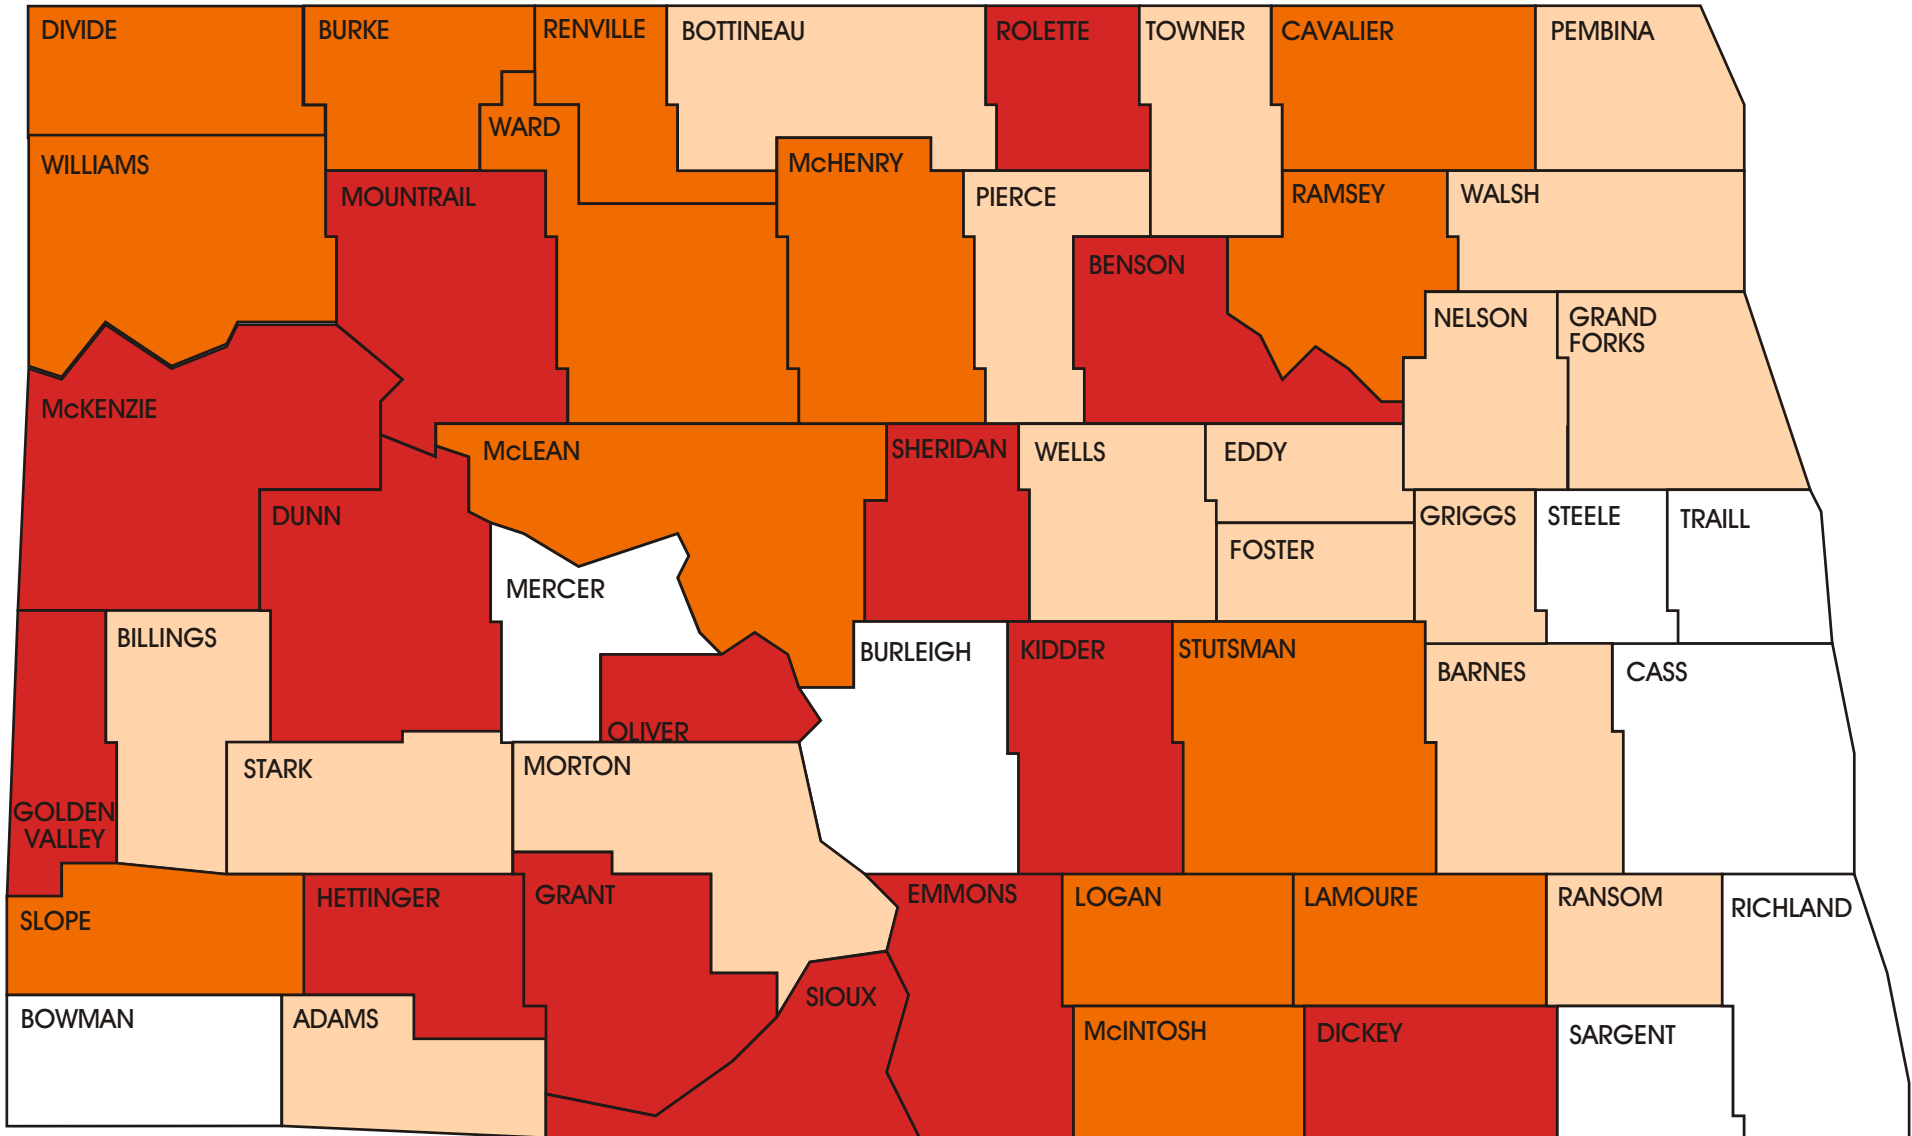 DIVIDE
BURKE
RENVILLE
BOTTINEAU
ROLETTE
TOWNER
CAVALIER
PEMBINA
WARD
WILLIAMS
McHENRY
MOUNTRAIL
PIERCE
RAMSEY
WALSH
BENSON
NELSON
GRAND
FORKS
McKENZIE
McLEAN
SHERIDAN
WELLS
EDDY
DUNN
GRIGGS
STEELE
TRAILL
FOSTER
MERCER
BILLINGS
BURLEIGH
KIDDER
STUTSMAN
BARNES
CASS
OLIVER
STARK
MORTON
GOLDEN
VALLEY
HETTINGER
GRANT
EMMONS
LOGAN
LAMOURE
RANSOM
RICHLAND
SLOPE
SIOUX
BOWMAN
ADAMS
McINTOSH
DICKEY
SARGENT